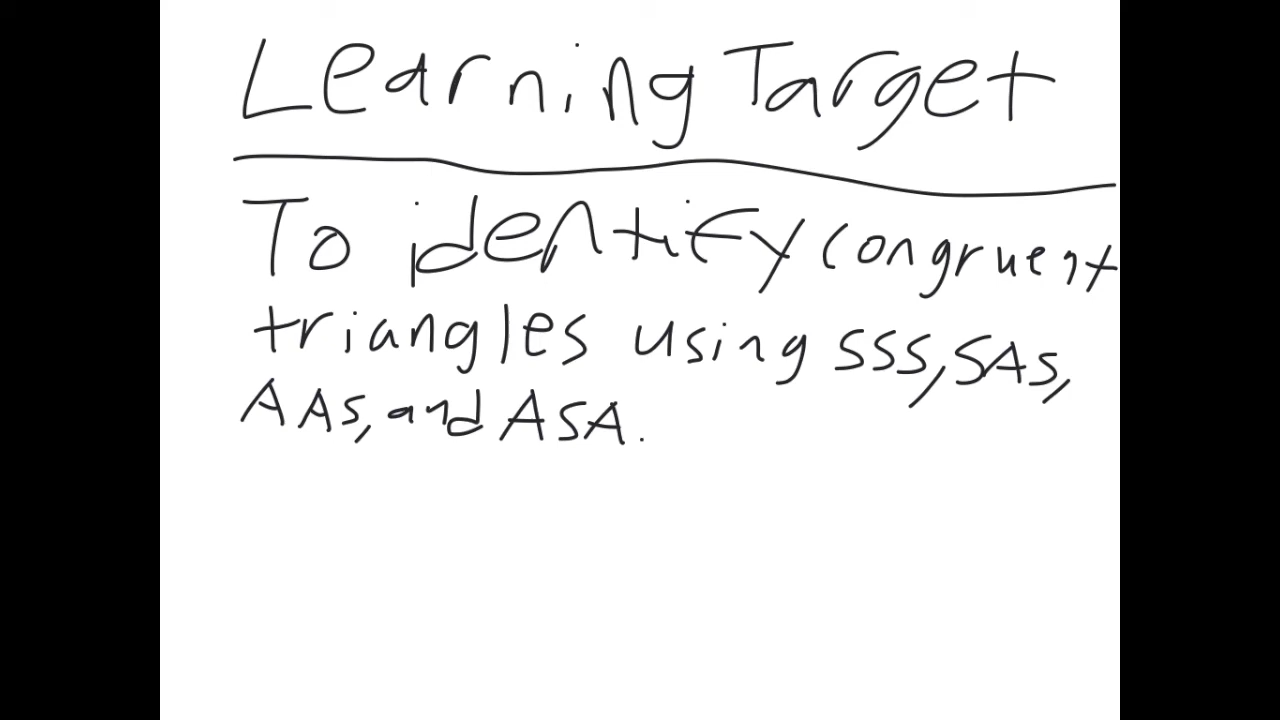 Learning Target
To identify congruent
triangles using SSS, SAS,
AAS, and ASA.